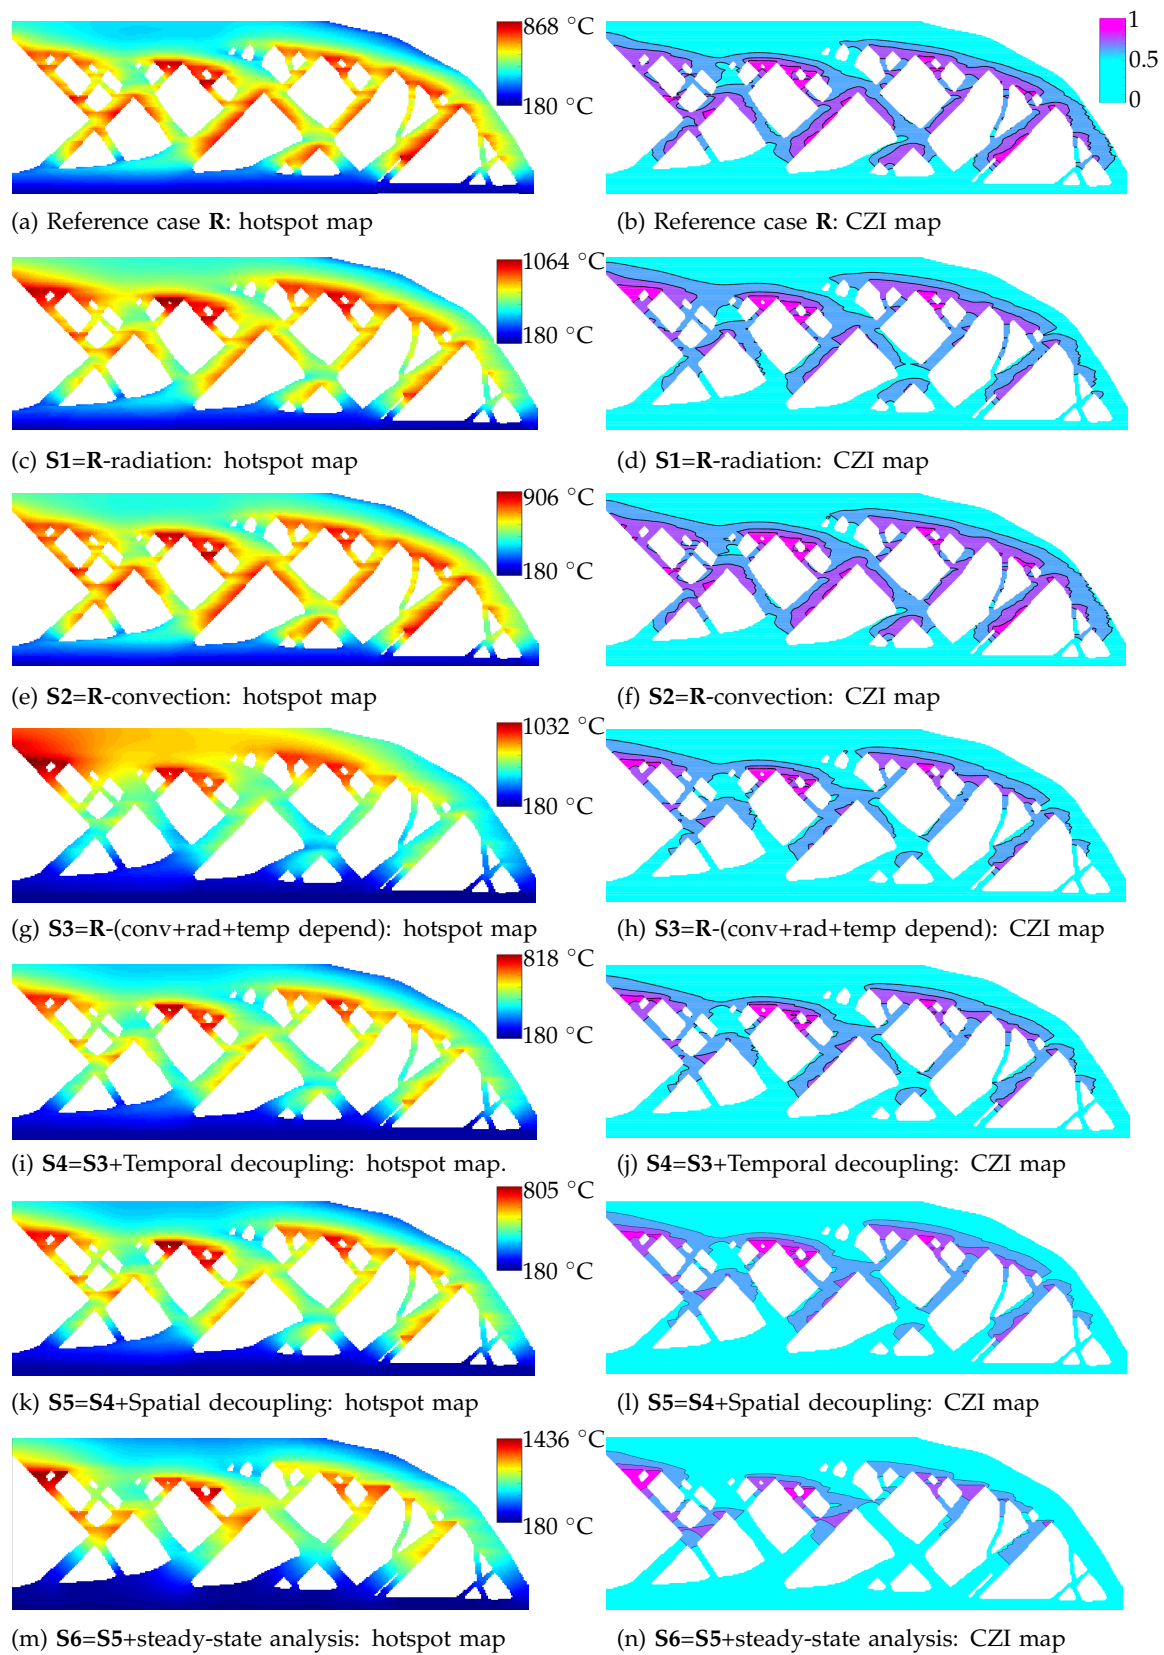 868 °C
180 °C
1
0.5
0
(a) Reference case R: hotspot map
(b) Reference case R: CZI map
1064 °C
180 °C
(c) S1=R-radiation: hotspot map
(d) S1=R-radiation: CZI map
906 °C
180 °C
(e) S2=R-convection: hotspot map
(f) S2=R-convection: CZI map
1032 °C
180 °C
(g) S3=R-(conv+rad+temp depend): hotspot map
(h) S3=R-(conv+rad+temp depend): CZI map
818 °C
180 °C
(i) S4=S3+Temporal decoupling: hotspot map.
(j) S4=S3+Temporal decoupling: CZI map
805 °C
180 °C
(k) S5=S4+Spatial decoupling: hotspot map
(l) S5=S4+Spatial decoupling: CZI map
1436 °C
180 °C
(m) S6=S5+steady-state analysis: hotspot map
(n) S6=S5+steady-state analysis: CZI map